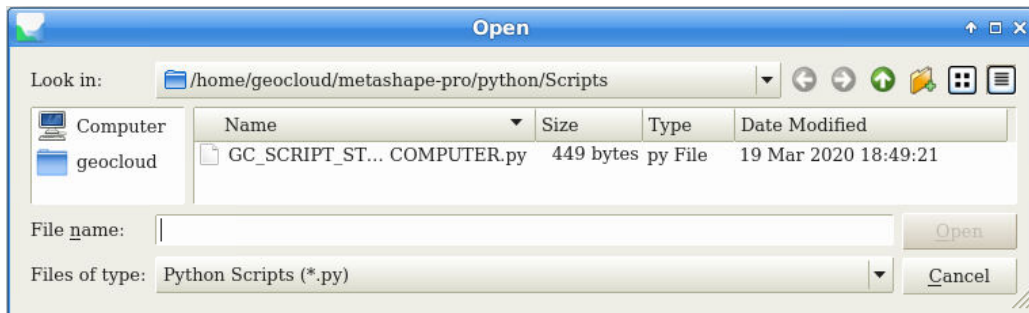 Open
Look in: /home/geocloud/metashape-pro/python/Scripts
Computer
geocloud
Name Size Type Date Modified
GC_SCRIPT_ST... COMPUTER.py 449 bytes py File 19 Mar 2020 18:49:21
File name: Open
Files of type: Python Scripts (*.py) Cancel